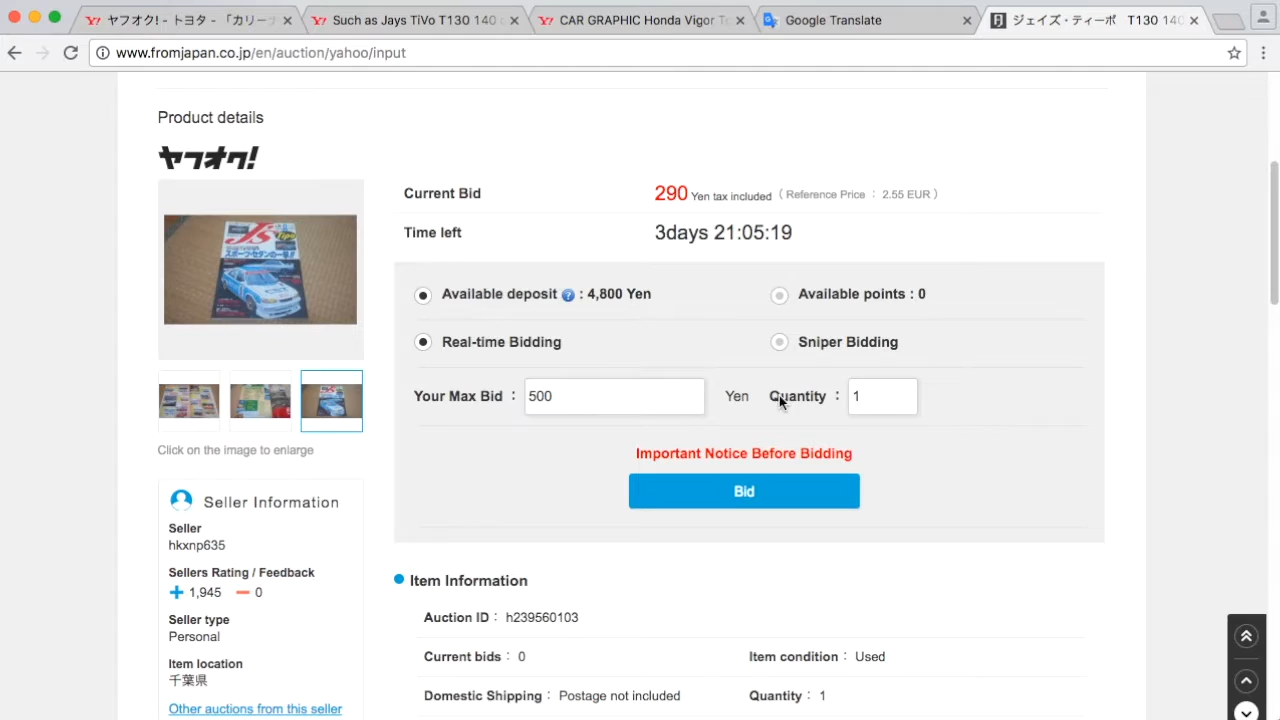 ヤフオク! - トヨタ - 「カリーナ
Such as Jays TiVo T130 140 c
CAR GRAPHIC Honda Vigor Te
Google Translate
ジェイズ・ティーポ T130 140
www.fromjapan.co.jp/en/auction/yahoo/input
Product details
ヤフオク!
Current Bid 290 Yen tax included ( Reference Price : 2.55 EUR )
Time left 3days 21:05:19
Available deposit ? : 4,800 Yen Available points : 0
Real-time Bidding Sniper Bidding
Your Max Bid : 500 Yen Quantity : 1
Important Notice Before Bidding
Bid
Click on the image to enlarge
Seller Information
Seller
hkxnp635
Sellers Rating / Feedback
1,945 0
Seller type
Personal
Item location
千葉県
Other auctions from this seller
Item Information
Auction ID : h239560103
Current bids : 0 Item condition : Used
Domestic Shipping : Postage not included Quantity : 1